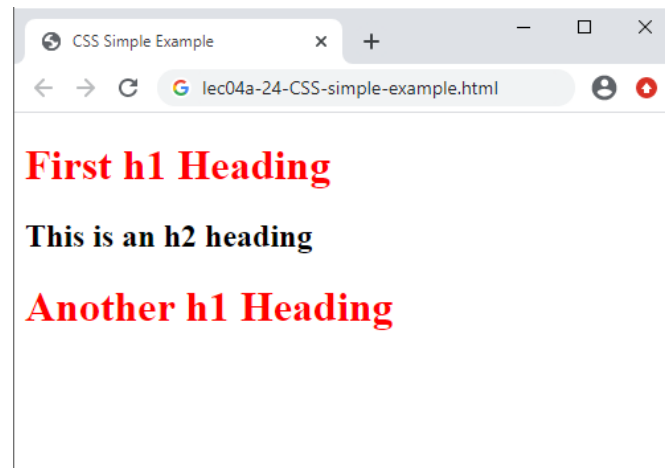 CSS Simple Example
lec04a-24-CSS-simple-example.html
First h1 Heading
This is an h2 heading
Another h1 Heading